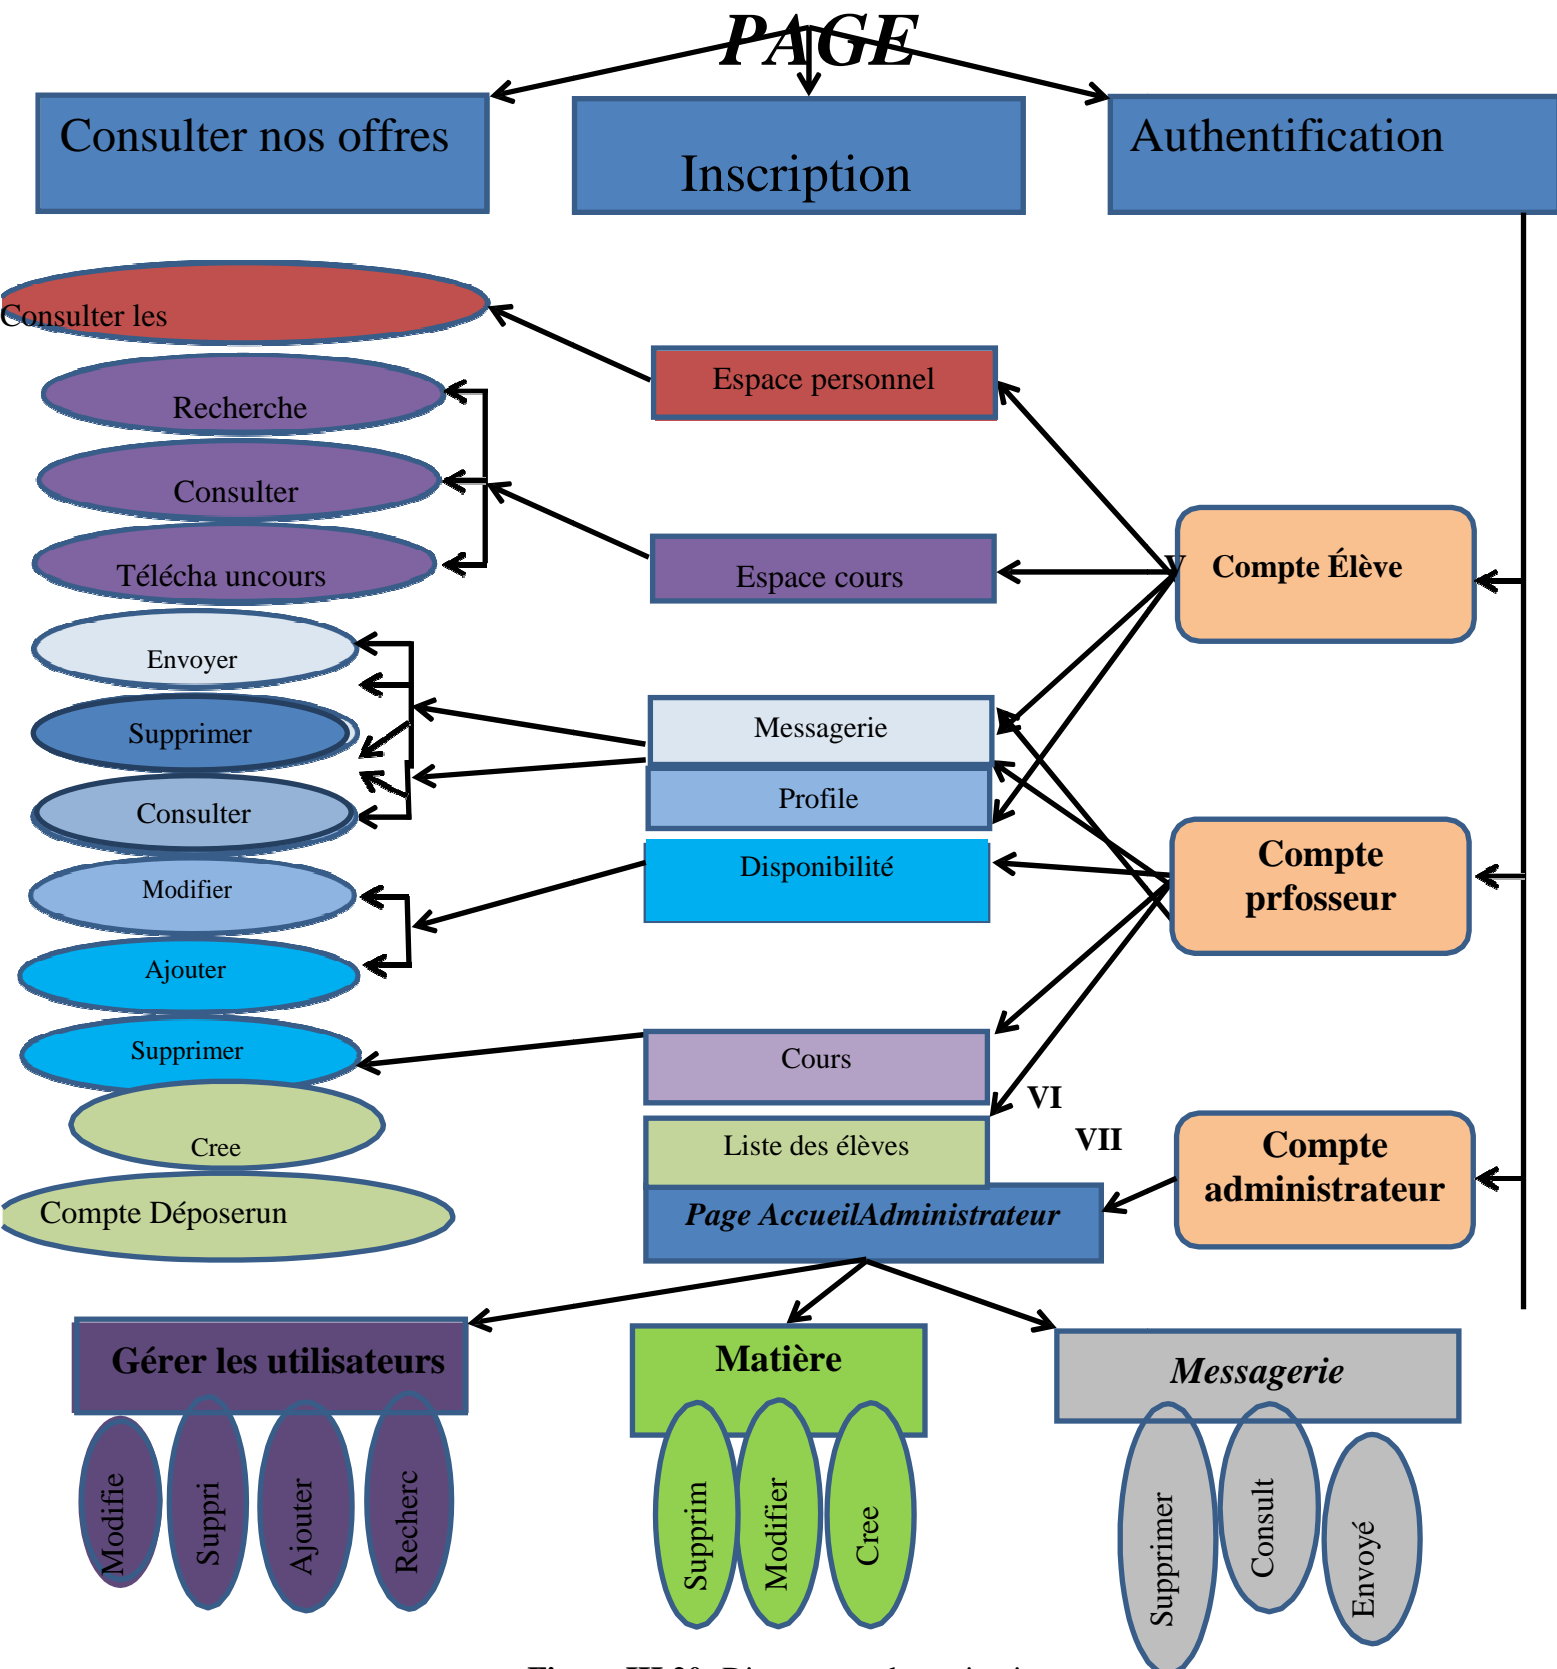 PAGE
Consulter nos offres
Inscription
Authentification
Consulter les
Espace personnel
Recherche
Consulter
Télécha uncours
Espace cours
V Compte Élève
Envoyer
Supprimer
Messagerie
Consulter
Profile
Modifier
Disponibilité
Compte
prfosseur
Ajouter
Supprimer
Cours
VI
VII
Cree
Liste des élèves
Compte
administrateur
Compte Déposerun
Page AccueilAdministrateur
Gérer les utilisateurs
Matière
Messagerie
Modifie
Suppri
Ajouter
Recherc
Supprim
Modifier
Cree
Supprimer
Consult
Envoyé